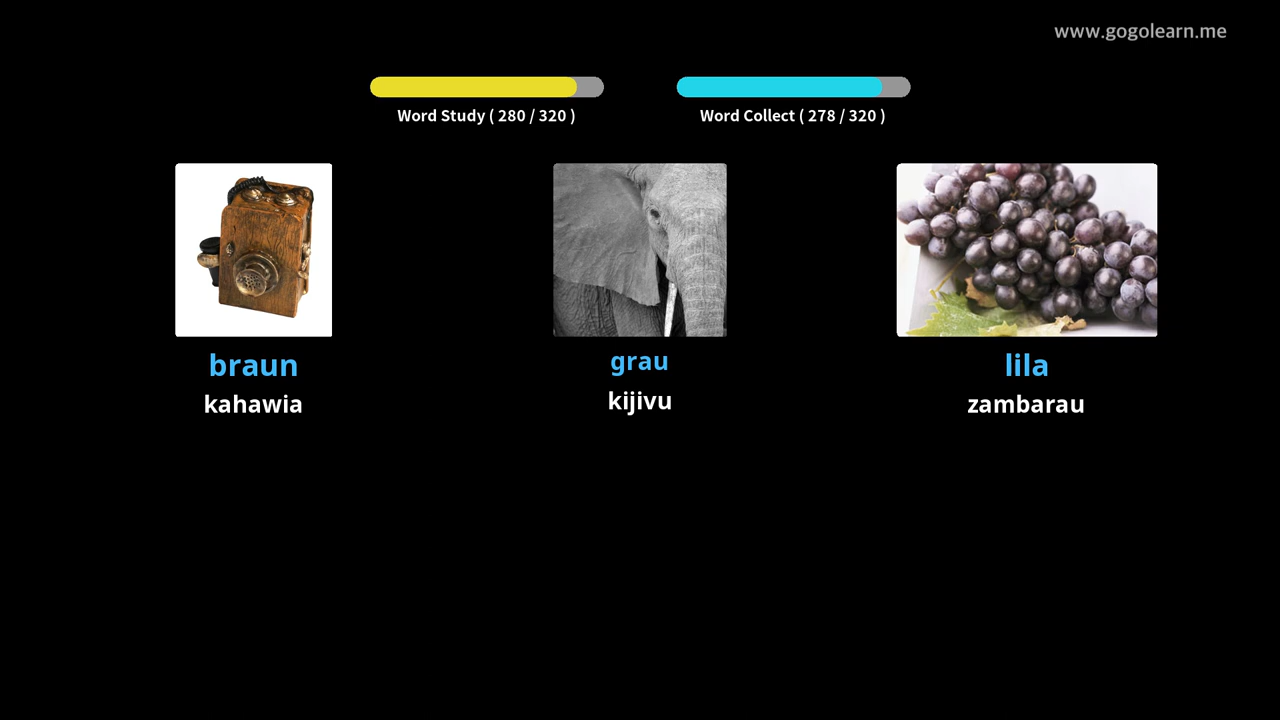 www.gogolearn.me
Word Study ( 280 / 320 )
Word Collect ( 278 / 320 )
braun
kahawia
grau
kijivu
lila
zambarau